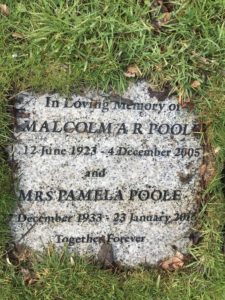 In Loving Memory of
MALCOLM A R POOLE
12 June 1923 - 4 December 2005
and
MRS PAMELA POOLE
December 1933 - 23 January
Together Forever